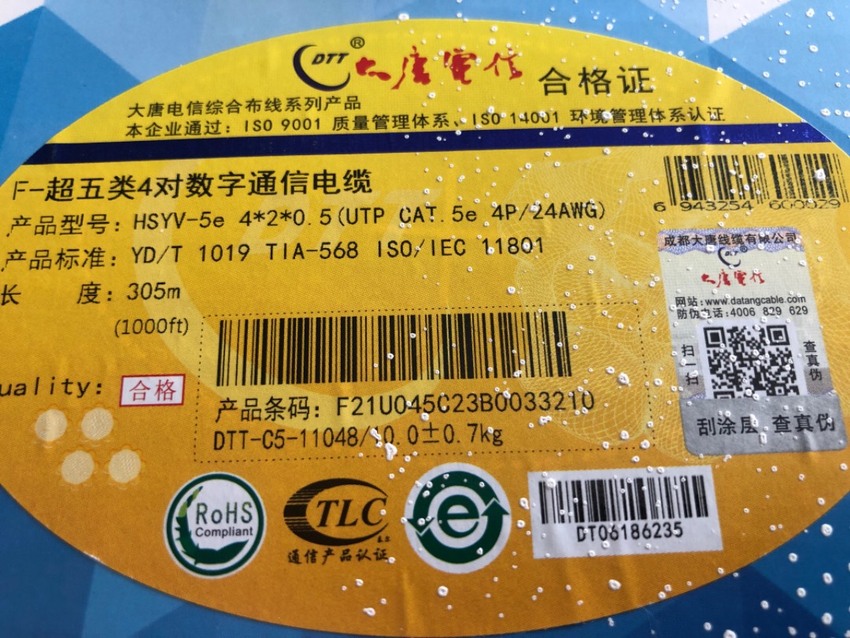 DTT® 大唐電信 合格证
大唐电信综合布线系列产品
本企业通过：ISO 9001 质量管理体系、ISO 14001 环境管理体系认证
F-超五类4对数字通信电缆
产品型号：HSYV-5e 4*2*0.5(UTP CAT.5e 4P/24AWG)
产品标准：YD/T 1019 TIA-568 ISO/IEC 11801
长 度：305m
(1000ft)
uality：合格
产品条码：F21U045C23B0033210
DTT-C5-11048/10.0±0.7kg
6 943254 600029
成都大唐线缆有限公司
DTT
大唐電信
网站：www.datangcable.com
防伪电话：4006 829 629
扫一扫
查真伪
刮涂层 查真伪
RoHS
Compliant
TLC
通信产品认证
e
DT06186235